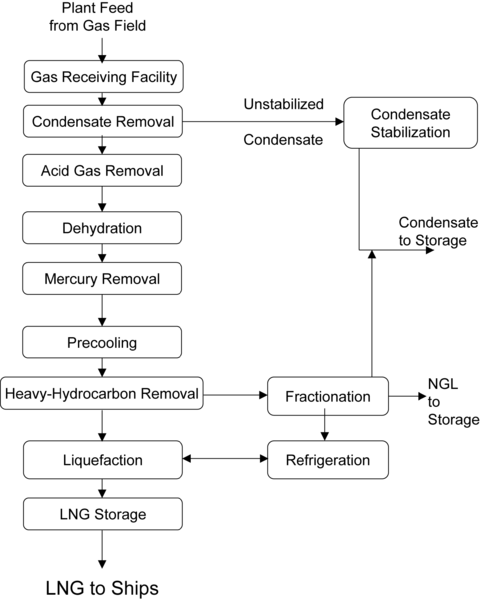 Plant Feed
from Gas Field
Gas Receiving Facility
Condensate Removal
Unstabilized
Condensate
Condensate
Stabilization
Acid Gas Removal
Dehydration
Condensate
to Storage
Mercury Removal
Precooling
Heavy-Hydrocarbon Removal
Fractionation
NGL
to
Storage
Liquefaction
Refrigeration
LNG Storage
LNG to Ships